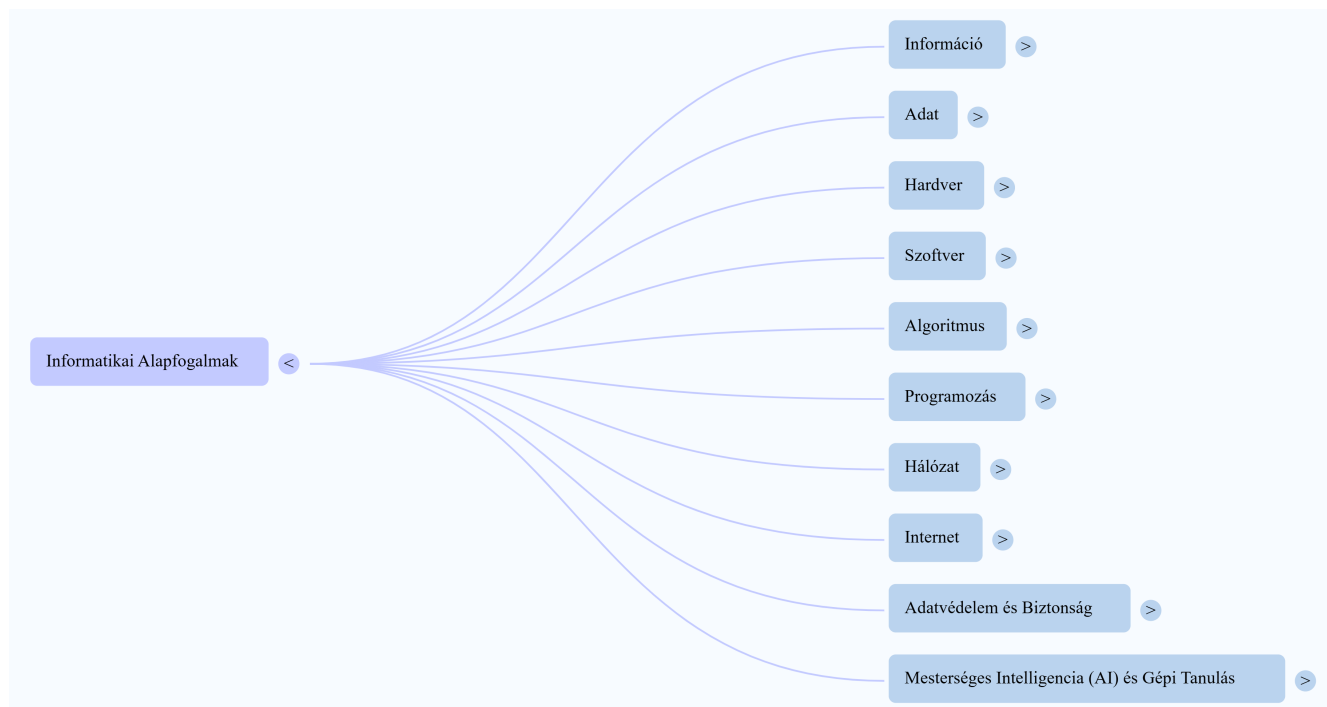 Információ
>
Adat
>
Hardver
>
Szoftver
>
Algoritmus
>
Informatikai Alapfogalmak
<
Programozás
>
Hálózat
>
Internet
>
Adatvédelem és Biztonság
>
Mesterséges Intelligencia (AI) és Gépi Tanulás
>